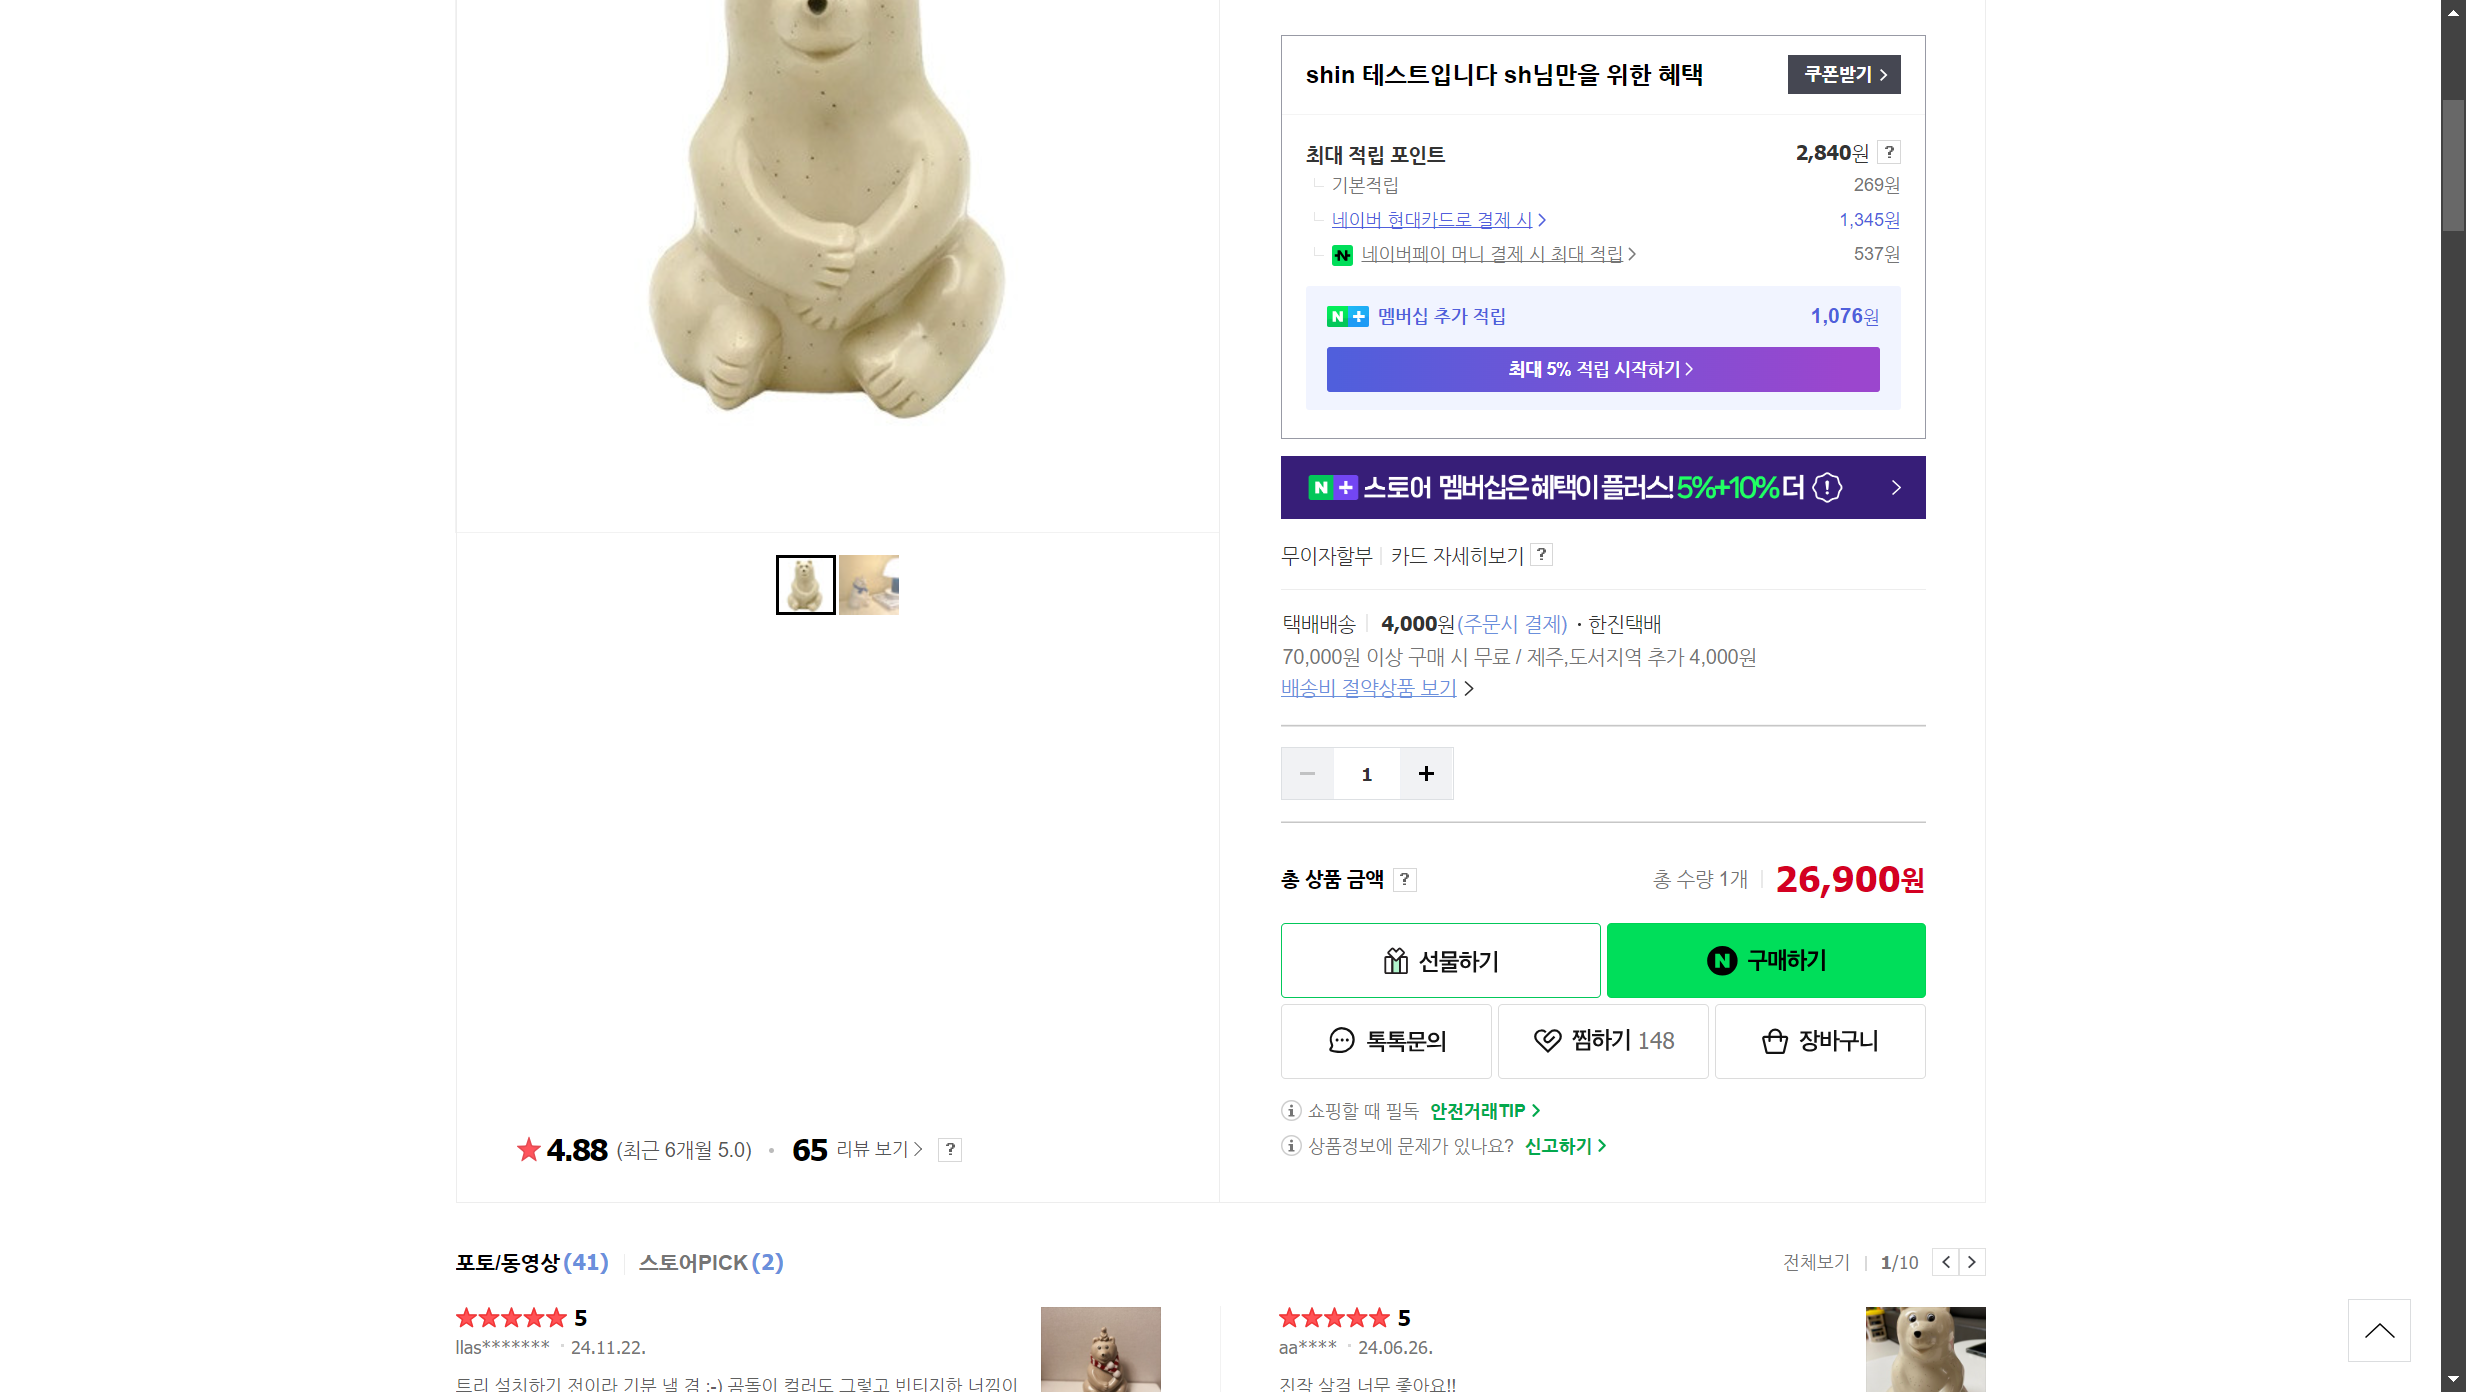 shin 테스트입니다 sh님만을 위한 혜택
쿠폰받기
최대 적립 포인트 2,840원 ?
기본적립 269원
네이버 현대카드로 결제 시 1,345원
네이버페이 머니 결제 시 최대 적립 537원
N+ 멤버십 추가 적립 1,076원
최대 5% 적립 시작하기
N+ 스토어 멤버십은 혜택이 플러스! 5%+10% 더
무이자할부 카드 자세히보기 ?
택배배송 4,000원(주문시 결제) · 한진택배
70,000원 이상 구매 시 무료 / 제주,도서지역 추가 4,000원
배송비 절약상품 보기
1
총 상품 금액 ? 총 수량 1개 26,900원
선물하기
N 구매하기
톡톡문의
찜하기 148
장바구니
쇼핑할 때 필독 안전거래TIP
상품정보에 문제가 있나요? 신고하기
4.88 (최근 6개월 5.0) • 65 리뷰 보기 ?
포토/동영상(41) 스토어PICK(2)
전체보기 1/10
5
llas******* · 24.11.22.
트리 설치하기 전이라 기분 낼 겸 :-) 곰돌이 컬러도 그렇고 빈티지한 너낌이
5
aa**** · 24.06.26.
진작 살걸 너무 좋아요!!